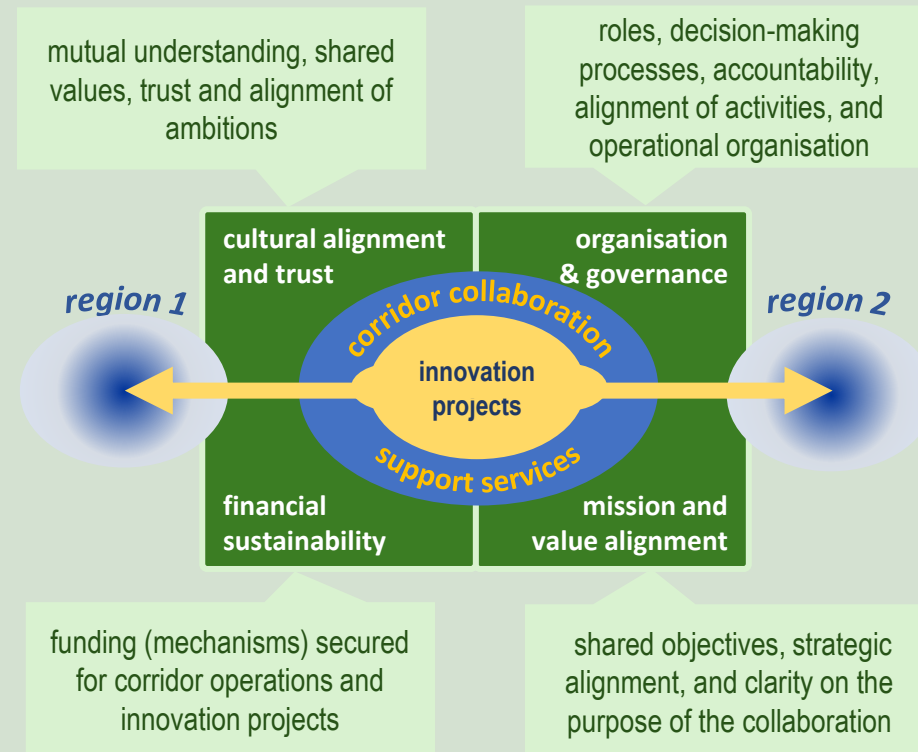 mutual understanding, shared
values, trust and alignment of
ambitions
roles, decision-making
processes, accountability,
alignment of activities, and
operational organisation
cultural alignment
and trust
organisation
& governance
region 1
corridor collaboration
region 2
innovation
projects
support services
financial
sustainability
mission and
value alignment
funding (mechanisms) secured
for corridor operations and
innovation projects
shared objectives, strategic
alignment, and clarity on the
purpose of the collaboration